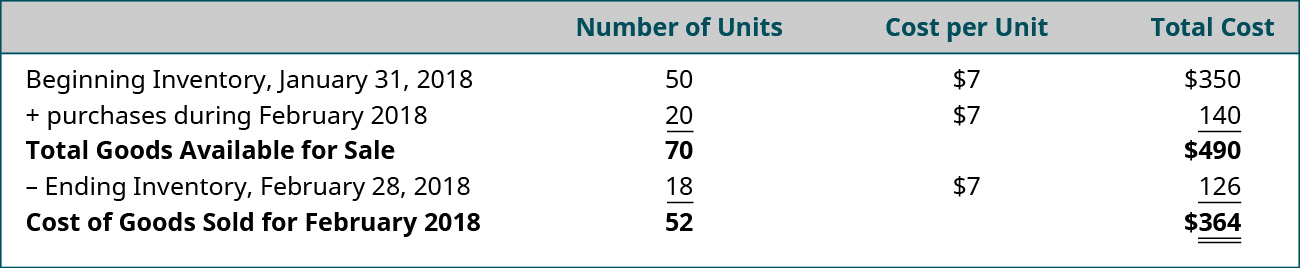 Number of Units Cost per Unit Total Cost
Beginning Inventory, January 31, 2018 50 $7 $350
+ purchases during February 2018 20 $7 140
Total Goods Available for Sale 70 $490
– Ending Inventory, February 28, 2018 18 $7 126
Cost of Goods Sold for February 2018 52 $364